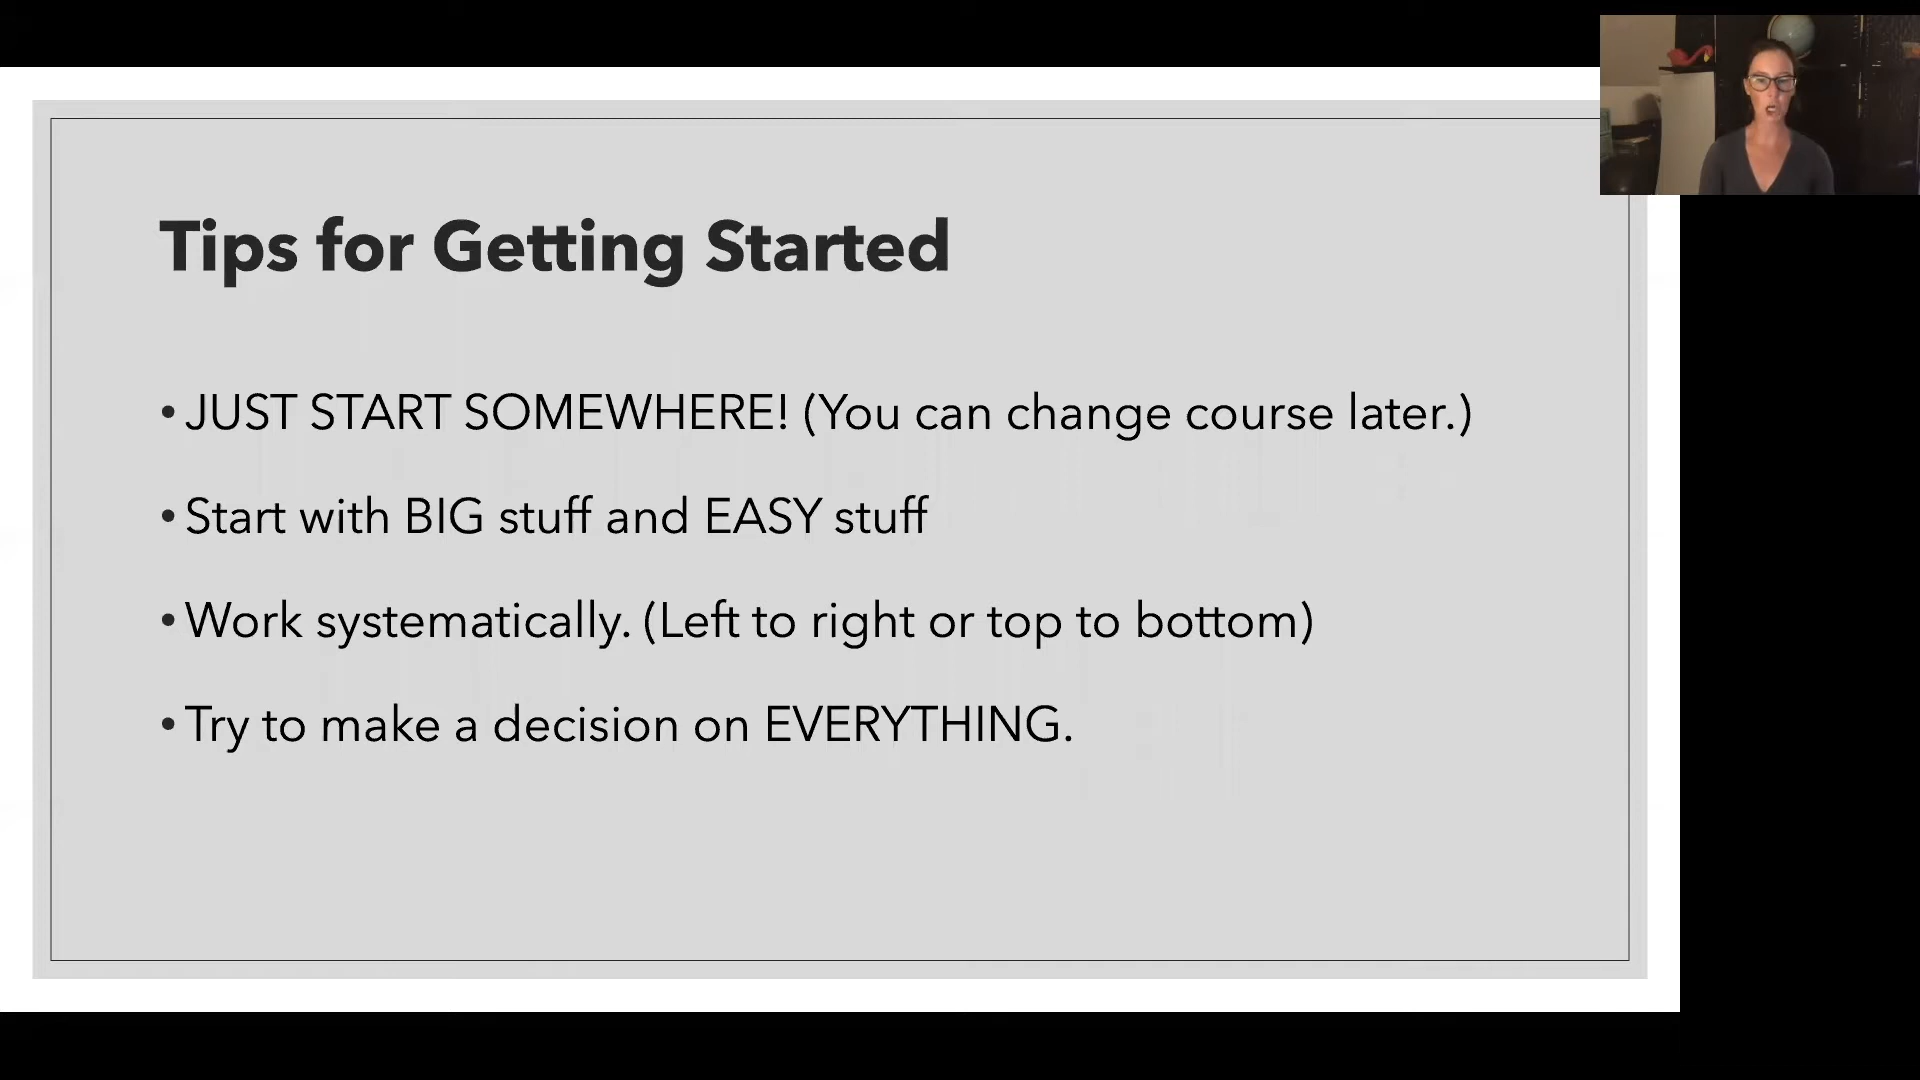 Tips for Getting Started
• JUST START SOMEWHERE! (You can change course later.)
• Start with BIG stuff and EASY stuff
• Work systematically. (Left to right or top to bottom)
• Try to make a decision on EVERYTHING.